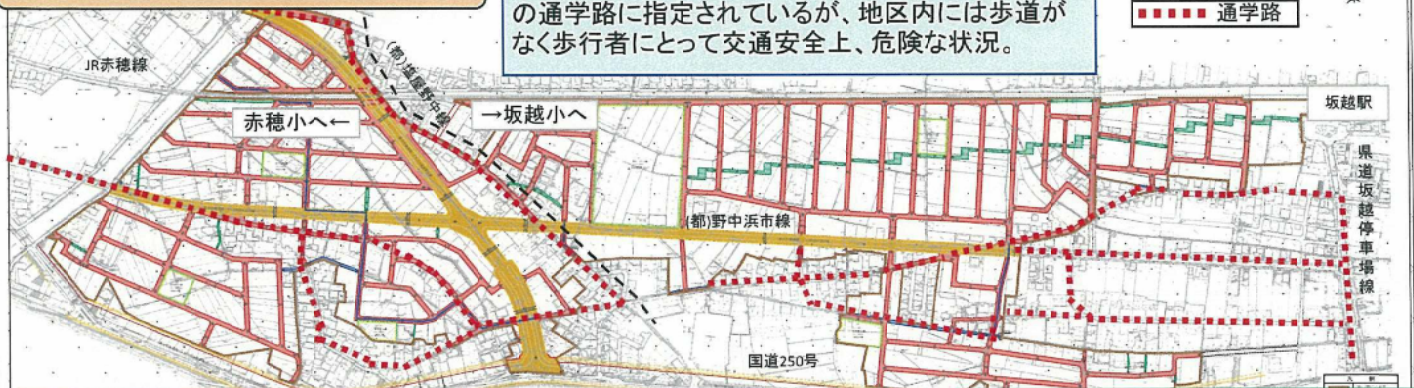 の通学路に指定されているが、地区内には歩道が
なく歩行者にとって交通安全上、危険な状況。
通学路
JR赤穂線
(都)塩屋野中線
赤穂小へ←
→坂越小へ
坂越駅
県道坂越停車場線
(都)野中浜市線
国道250号